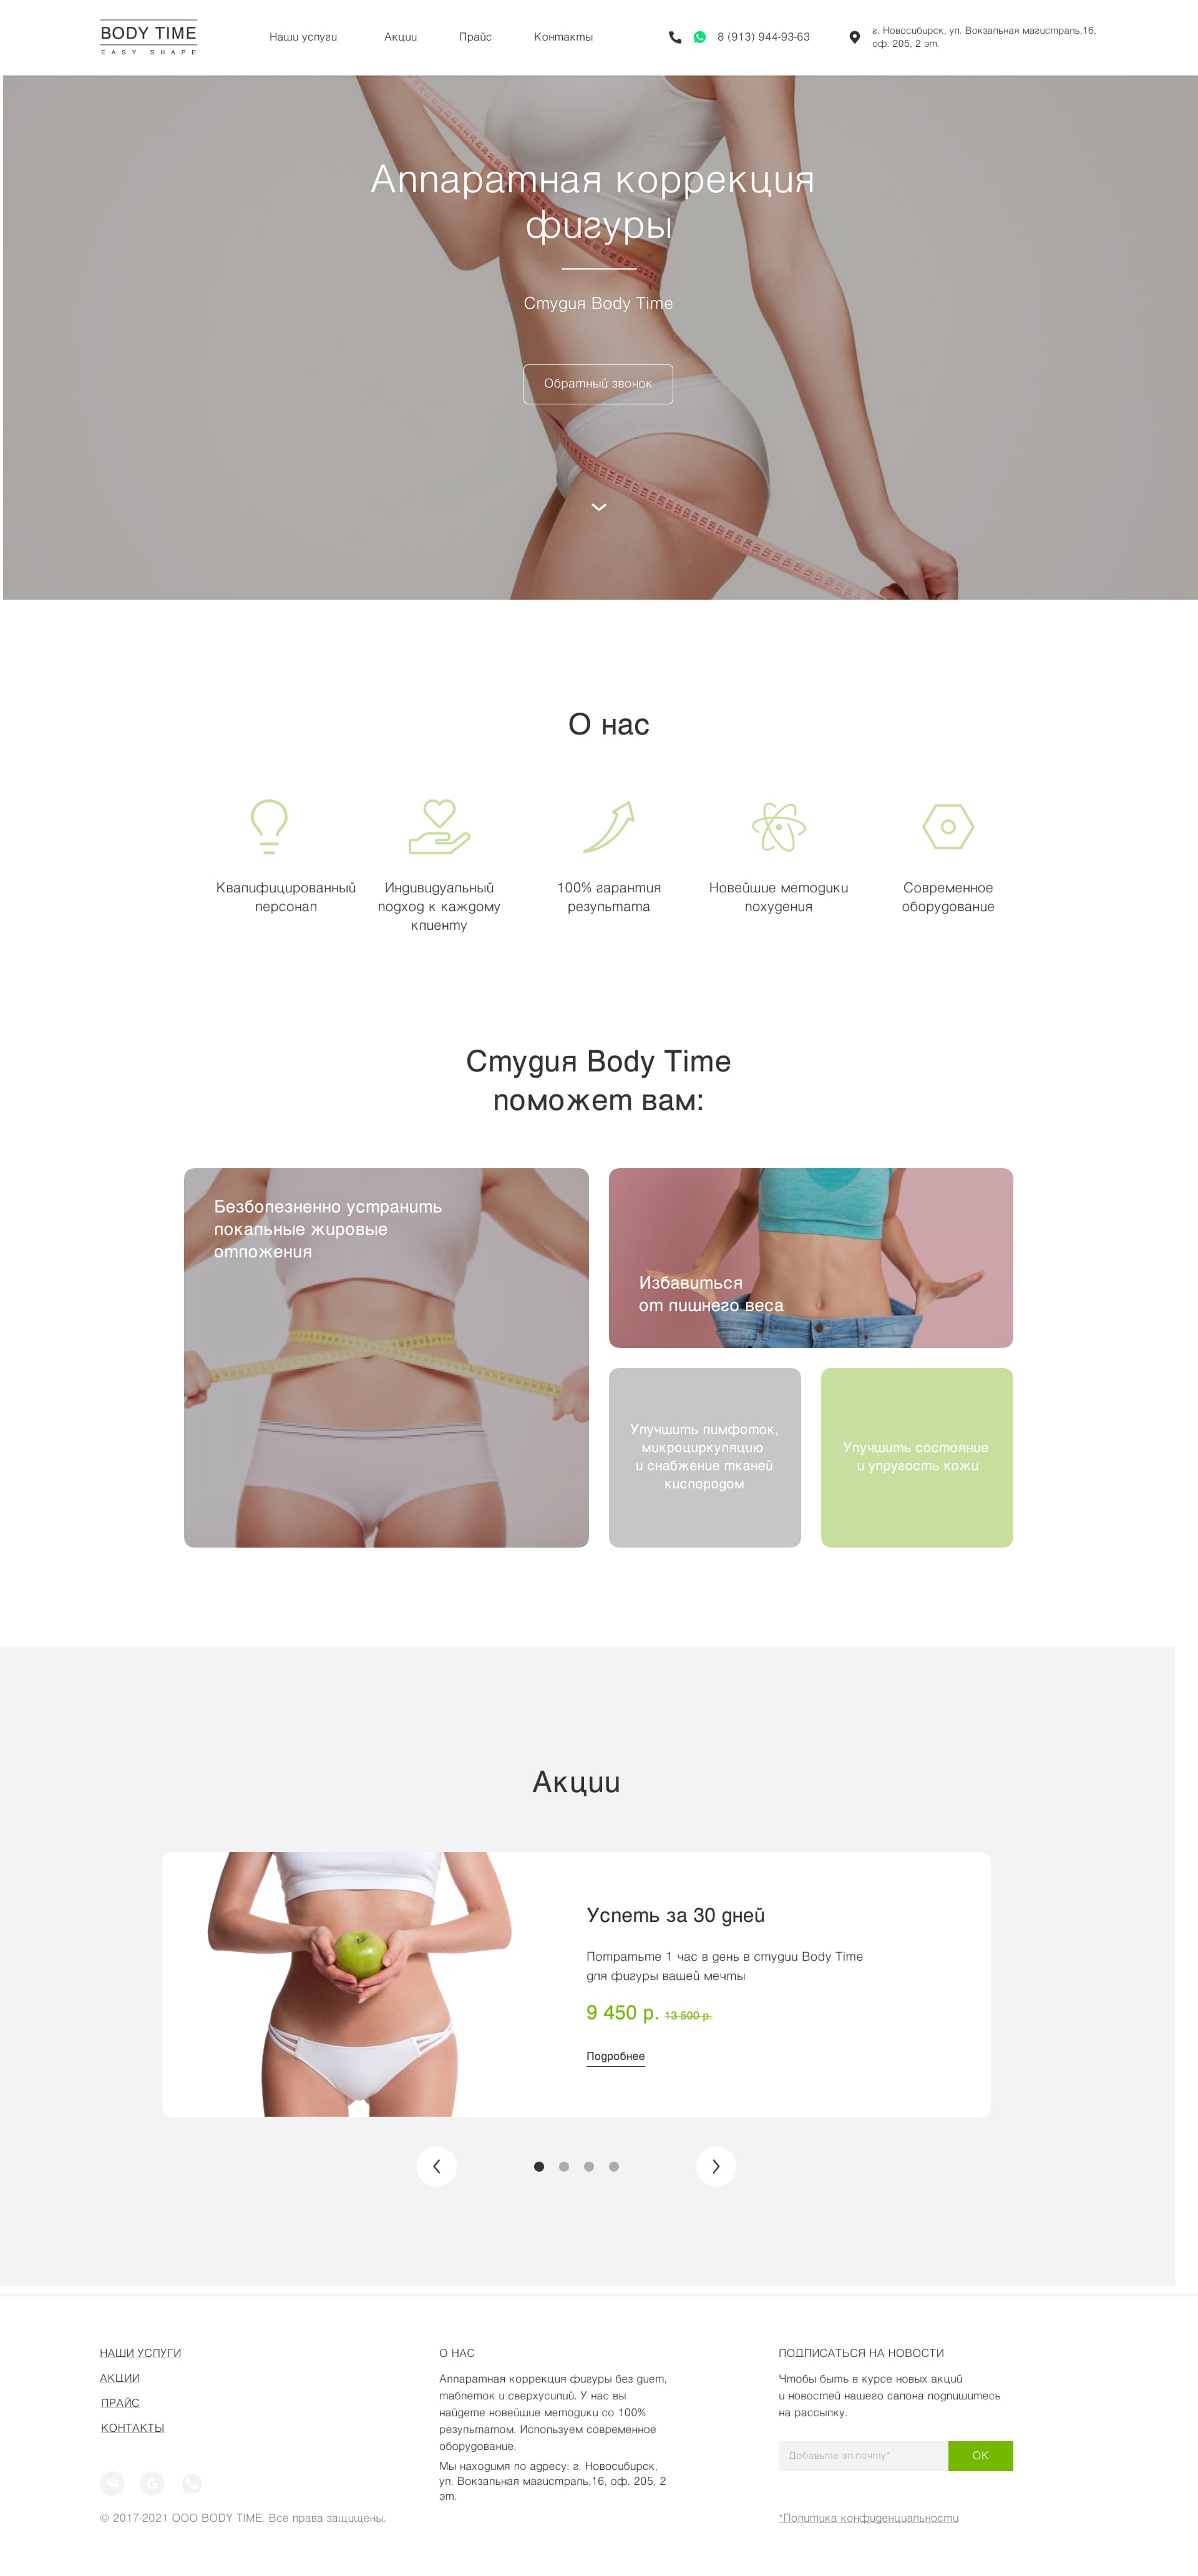 BODY TIME
EASY SHAPE
Наши услуги
Акции
Прайс
Контакты
8 (913) 944-93-63
г. Новосибирск, ул. Вокзальная магистраль,16,
оф. 205, 2 эт.
Аппаратная коррекция
фигуры
Студия Body Time
Обратный звонок
О нас
Квалифицированный
персонал
Индивидуальный
подход к каждому
клиенту
100% гарантия
результата
Новейшие методики
похудения
Современное
оборудование
Студия Body Time
поможет вам:
Безболезненно устранить
локальные жировые
отложения
Избавиться
от лишнего веса
Улучшить лимфоток,
микроциркуляцию
и снабжение тканей
кислородом
Улучшить состояние
и упругость кожи
Акции
Успеть за 30 дней
Потратьте 1 час в день в студии Body Time
для фигуры вашей мечты
9 450 р. 13 500 р.
Подробнее
НАШИ УСЛУГИ
АКЦИИ
ПРАЙС
КОНТАКТЫ
© 2017-2021 ООО BODY TIME. Все права защищены.
О НАС
Аппаратная коррекция фигуры без диет,
таблеток и сверхусилий. У нас вы
найдете новейшие методики со 100%
результатом. Используем современное
оборудование.
Мы находимя по адресу: г. Новосибирск,
ул. Вокзальная магистраль,16, оф. 205, 2
эт.
ПОДПИСАТЬСЯ НА НОВОСТИ
Чтобы быть в курсе новых акций
и новостей нашего салона подпишитесь
на рассылку.
Добавьте эл.почту*
ОК
*Политика конфиденциальности